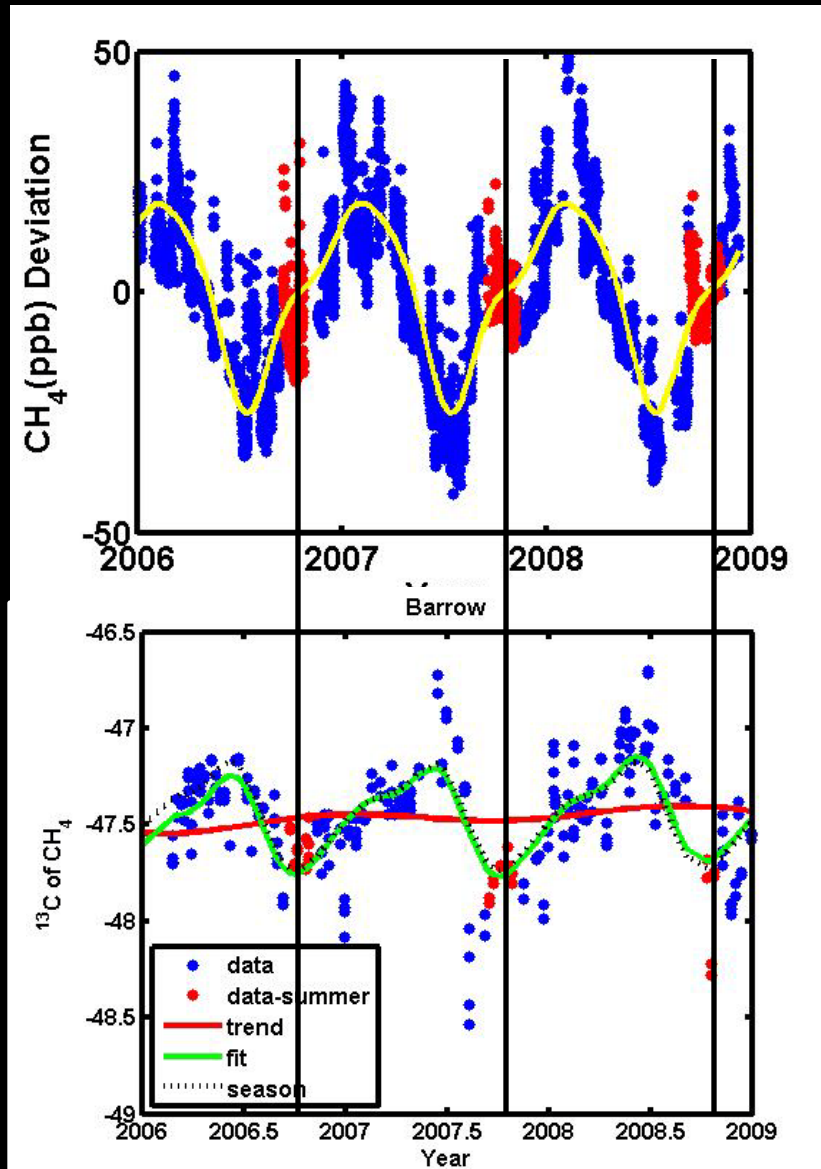 CH4(ppb) Deviation
50
0
-50
2006 2007 2008 2009
Barrow
13C of CH4
-46.5
-47
-47.5
-48
-48.5
-49
data
data-summer
trend
fit
season
2006 2006.5 2007 2007.5 2008 2008.5 2009
Year